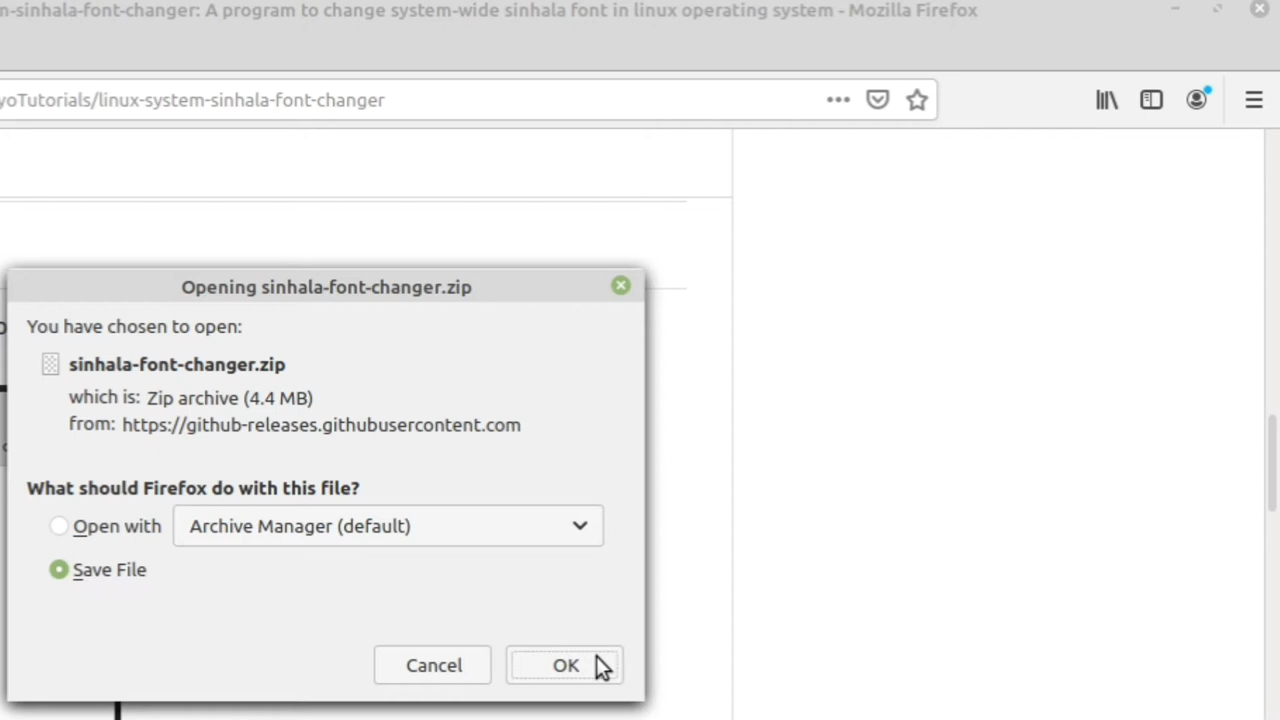 n-sinhala-font-changer: A program to change system-wide sinhala font in linux operating system - Mozilla Firefox
yoTutorials/linux-system-sinhala-font-changer
Opening sinhala-font-changer.zip
You have chosen to open:
sinhala-font-changer.zip
which is: Zip archive (4.4 MB)
from: https://github-releases.githubusercontent.com
What should Firefox do with this file?
Open with Archive Manager (default)
Save File
Cancel OK